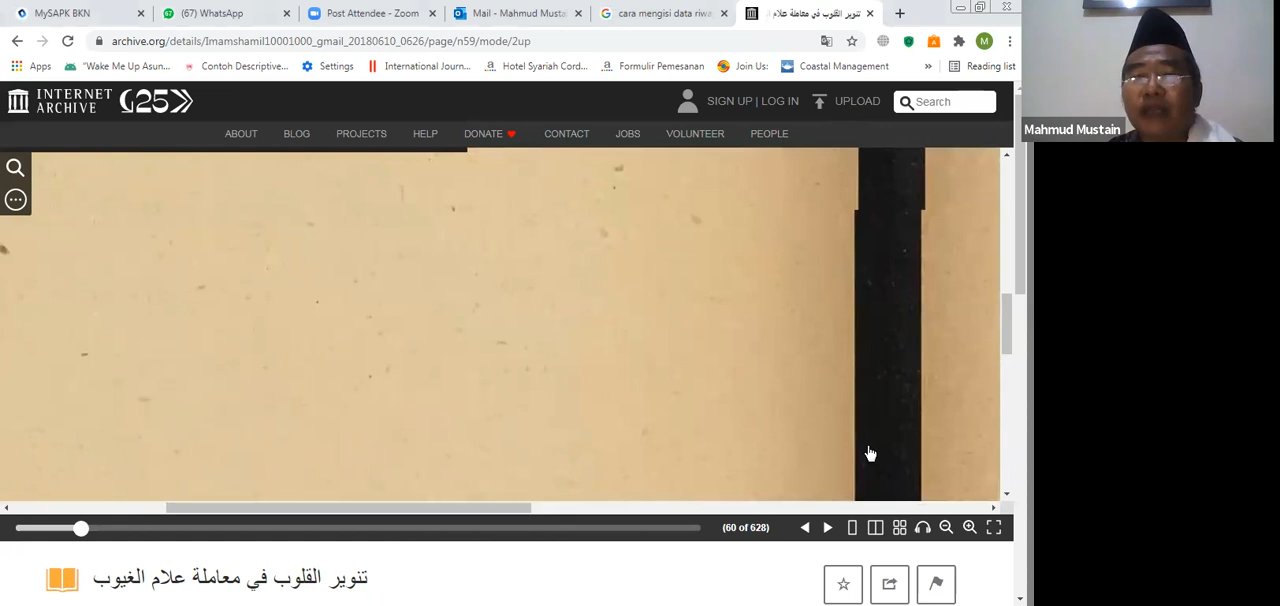 MySAPK BKN
(67) WhatsApp
Post Attendee - Zoom
Mail - Mahmud Musta
cara mengisi data riwa
تنوير القلوب في معاملة علام
archive.org/details/Imamshamil10001000_gmail_20180610_0626/page/n59/mode/2up
M
Apps
"Wake Me Up Asun...
Contoh Descriptive...
Settings
International Journ...
Hotel Syariah Cord...
Formulir Pemesanan
Join Us:
Coastal Management
»
Reading list
INTERNET
ARCHIVE
25
SIGN UP | LOG IN
UPLOAD
Search
ABOUT
BLOG
PROJECTS
HELP
DONATE
CONTACT
JOBS
VOLUNTEER
PEOPLE
Mahmud Mustain
(60 of 628)
تنوير القلوب في معاملة علام الغيوب